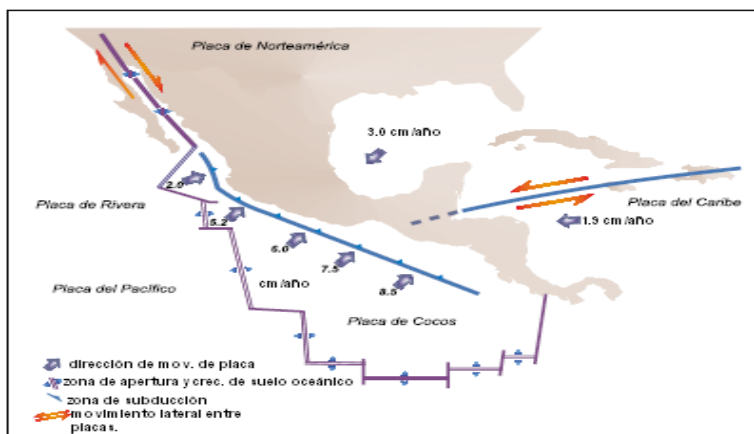 Placa de Norteamérica
3.0 cm/año
2.0
Placa de Rivera
Placa del Caribe
5.2
1.9 cm/año
6.0
7.5
Placa del Pacífico
cm/año
8.5
Placa de Cocos
dirección de mov. de placa
zona de apertura y crec. de suelo oceánico
zona de subducción
movimiento lateral entre
placas.